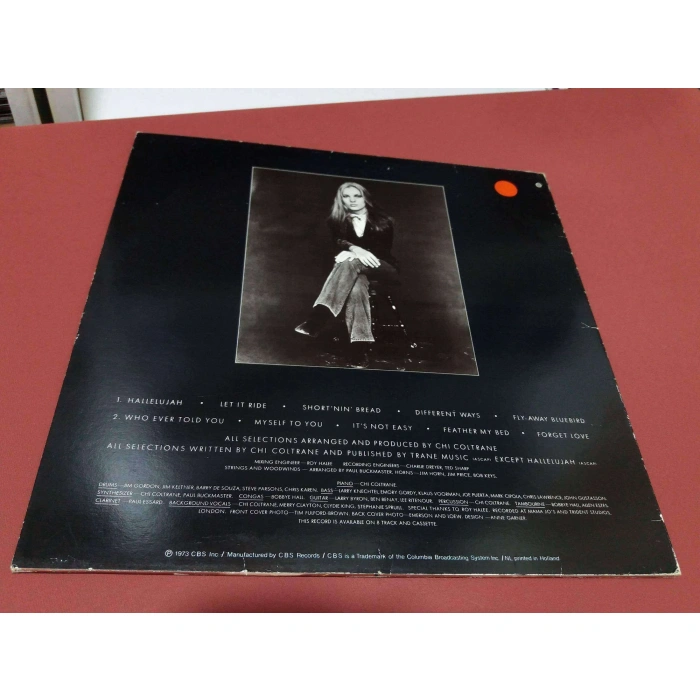 1. HALLELUJAH • LET IT RIDE • SHORT'NIN' BREAD • DIFFERENT WAYS • FLY-AWAY BLUEBIRD
2. WHO EVER TOLD YOU • MYSELF TO YOU • IT'S NOT EASY • FEATHER MY BED • FORGET LOVE
ALL SELECTIONS ARRANGED AND PRODUCED BY CHI COLTRANE
ALL SELECTIONS WRITTEN BY CHI COLTRANE AND PUBLISHED BY TRANE MUSIC (ASCAP) EXCEPT HALLELUJAH (ASCAP)
MIXING ENGINEER—ROY HALEE RECORDING ENGINEERS—CHARLIE DREYER, TED SHARP
STRINGS AND WOODWINDS—ARRANGED BY PAUL BUCKMASTER, HORNS—JIM HORN, JIM PRICE, BOB KEYS.
PIANO—CHI COLTRANE.
DRUMS—JIM GORDON, JIM KELTNER, BARRY DE SOUZA, STEVE PARSONS, CHRIS KAREN. BASS—LARRY KNECHTEL, EMORY GORDY, KLAUS VOORMAN, JOE PUERTA, MARK CIPOLA, CHRIS LAWRENCE, JOHN GUSTAFSON.
SYNTHESIZER—CHI COLTRANE, PAUL BUCKMASTER. CONGAS—BOBBYE HALL. GUITAR—LARRY BYROM, BEN BENAY, LEE RITENOUR. PERCUSSION—CHI COLTRANE. TAMBOURINE—BOBBYE HALL, ALLEN ESTES.
CLARINET—PAUL ESSARD. BACKGROUND VOCALS—CHI COLTRANE, MERRY CLAYTON, CLYDIE KING, STEPHANIE SPRUILL. SPECIAL THANKS TO ROY HALEE. RECORDED AT MAMA JO'S AND TRIDENT STUDIOS,
LONDON. FRONT COVER PHOTO—TIM FULFORD-BROWN. BACK COVER PHOTO—EMERSON AND LOEW. DESIGN—ANNE GARNER.
THIS RECORD IS AVAILABLE ON 8 TRACK AND CASSETTE.
Ⓟ 1973 CBS Inc / Manufactured by CBS Records / CBS is a Trademark of the Columbia Broadcasting System Inc. / printed in Holland